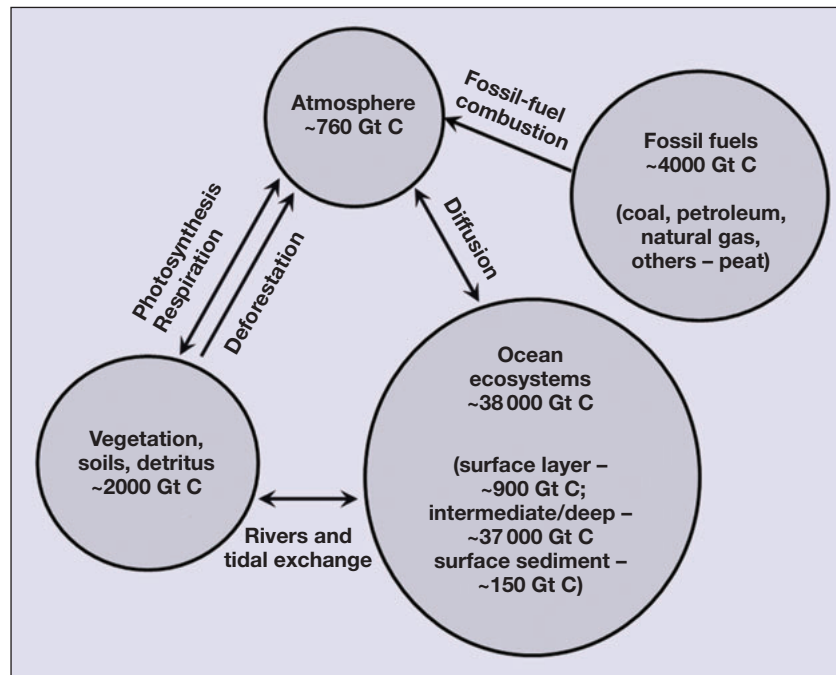 Atmosphere
~760 Gt C
Fossil-fuel
combustion
Fossil fuels
~4000 Gt C
(coal, petroleum,
natural gas,
others – peat)
Photosynthesis
Respiration
Deforestation
Diffusion
Ocean
ecosystems
~38 000 Gt C
(surface layer –
~900 Gt C;
intermediate/deep –
~37 000 Gt C
surface sediment –
~150 Gt C)
Vegetation,
soils, detritus
~2000 Gt C
Rivers and
tidal exchange